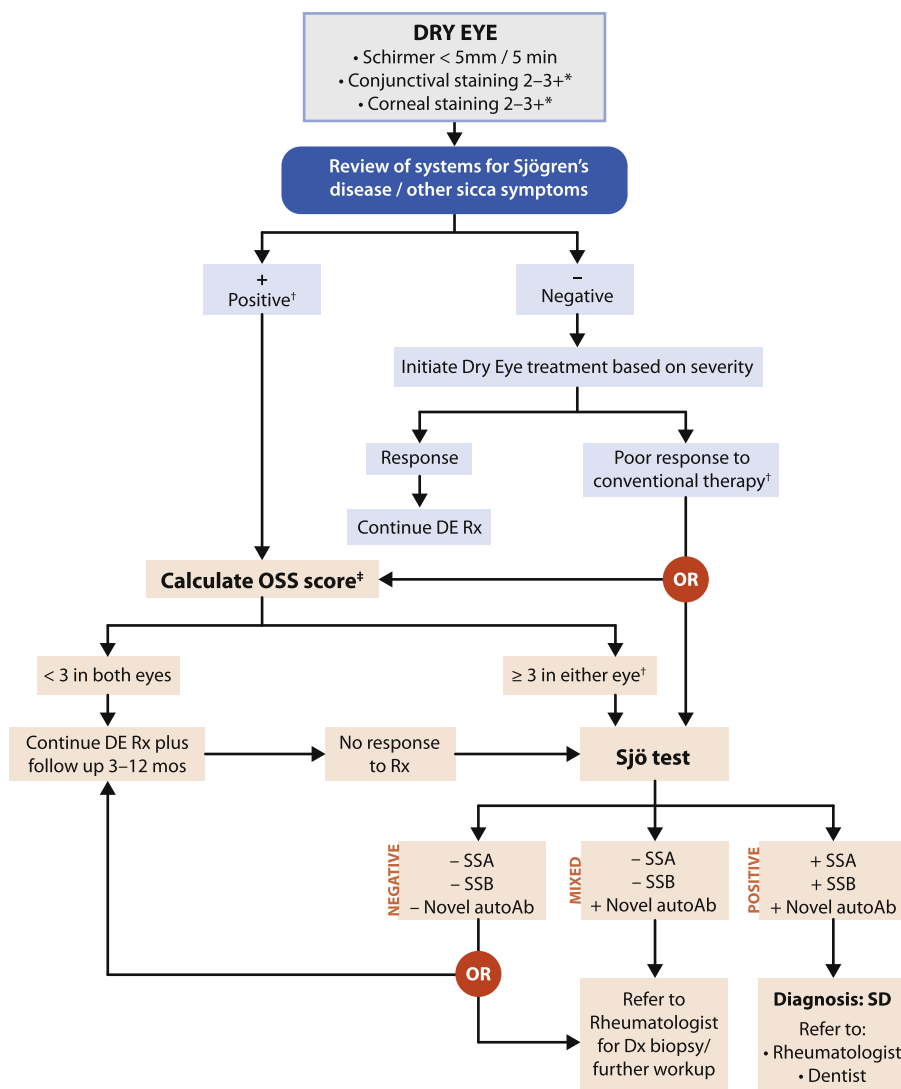 DRY EYE
• Schirmer < 5mm / 5 min
• Conjunctival staining 2–3+*
• Corneal staining 2–3+*
Review of systems for Sjögren’s
disease / other sicca symptoms
+
Positive†
–
Negative
Initiate Dry Eye treatment based on severity
Response
Poor response to
conventional therapy†
Continue DE Rx
OR
Calculate OSS score‡
< 3 in both eyes
≥ 3 in either eye†
Continue DE Rx plus
follow up 3–12 mos
No response
to Rx
Sjö test
NEGATIVE
– SSA
– SSB
– Novel autoAb
MIXED
– SSA
– SSB
+ Novel autoAb
POSITIVE
+ SSA
+ SSB
+ Novel autoAb
OR
Refer to
Rheumatologist
for Dx biopsy/
further workup
Diagnosis: SD
Refer to:
• Rheumatologist
• Dentist